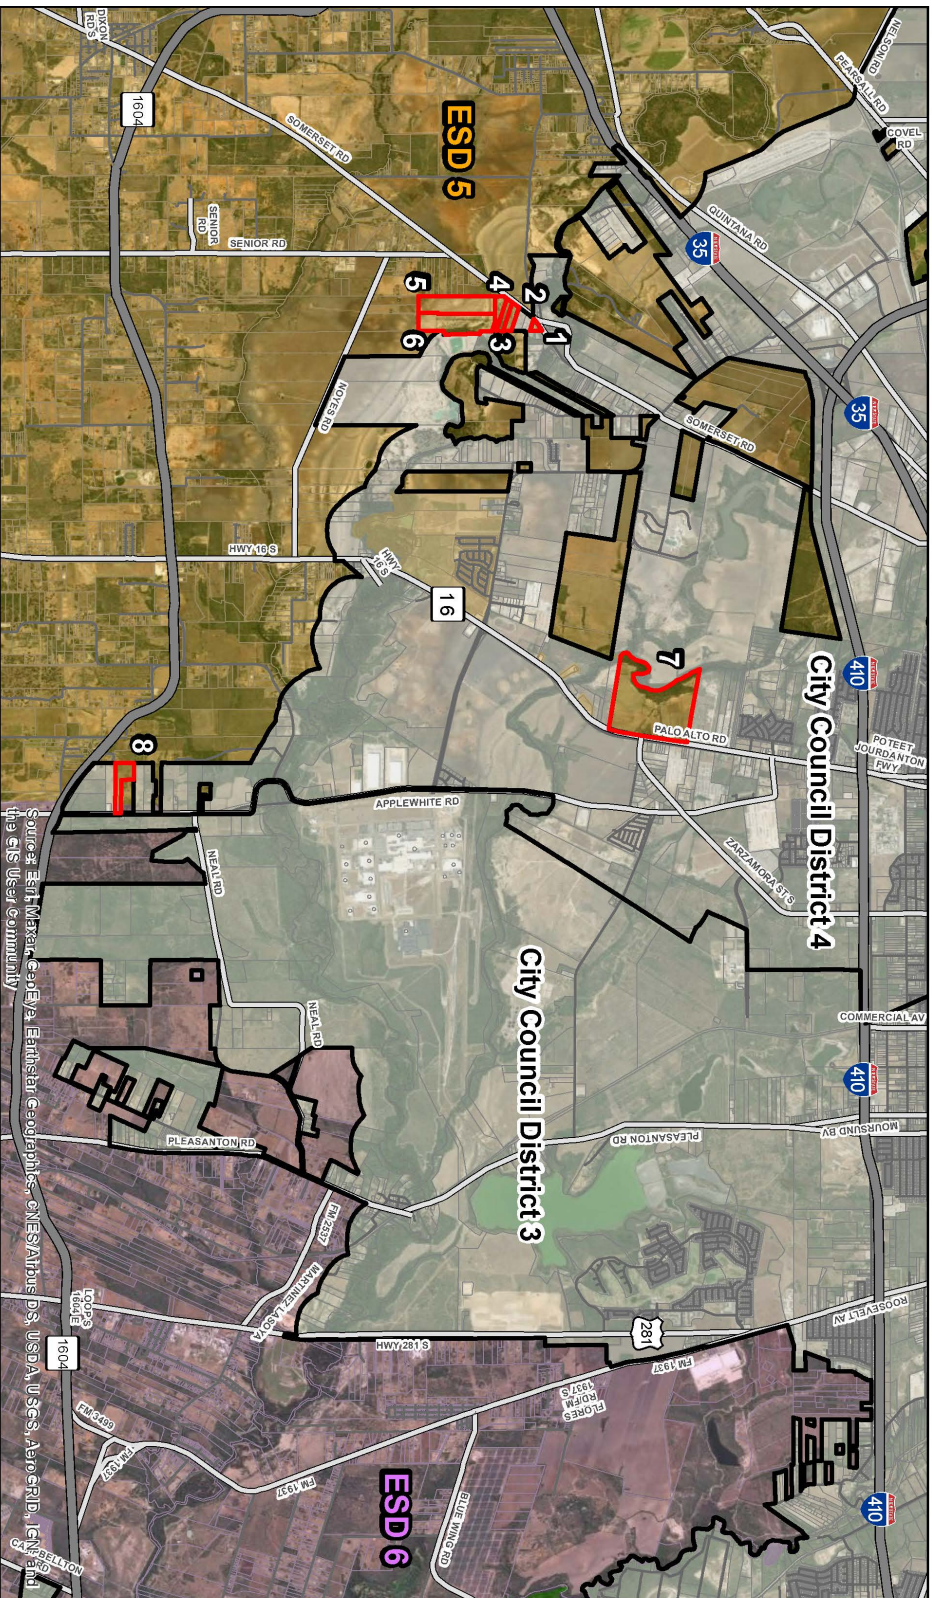 NELSON RD
PEARSALL RD
COVEL
RD
POTEET
JOURDANTON
FWY
COMMERCIAL AV
MOURSUND BV
ROOSEVELT AV
35
410
410
410
City Council District 4
QUINTANA RD
35
SOMERSET RD
PALO ALTO RD
ZARZAMORA ST S
7
PLEASANTON RD
281
FM 1937
FLORES
RD/FM
1937 S
City Council District 3
ESD 5
SOMERSET RD
1
2
3
4
5
6
16
HWY
16 S
APPLEWHITE RD
HWY 281 S
ESD 6
BLUE WING RD
NOYES RD
FM 2537
MARTINEZ LASOYA
FM 1937
SENIOR RD
SENIOR
RD
HWY 16 S
NEAL RD
NEAL RD
PLEASANTON RD
8
DIXON
RD S
1604
LOOP S
1604 E
1604
FM 3499
FM 1937
CAMPBELLTON
RD
Source: Esri, Maxar, GeoEye, Earthstar Geographics, CNES/Airbus DS, USDA, USGS, AeroGRID, IGN, and
the GIS User Community